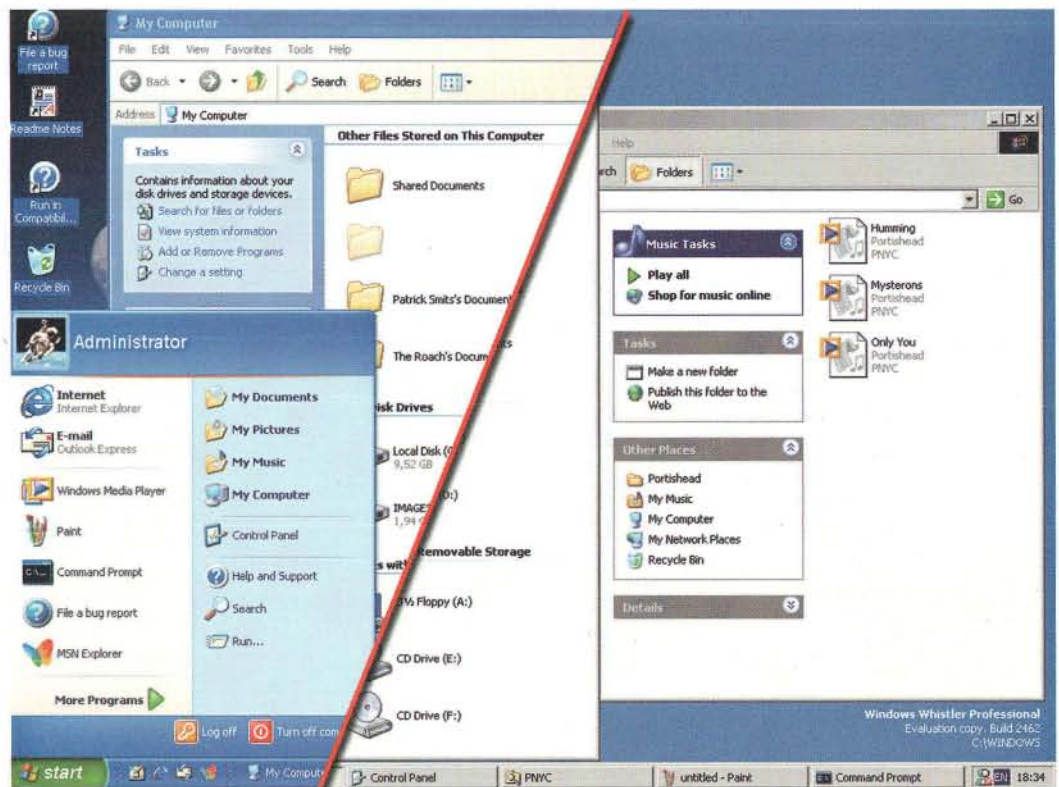 File a bug
report
Readme Notes
Run in
Compatibil...
Recycle Bin
My Computer
File Edit View Favorites Tools Help
Back Search Folders
Address My Computer
Tasks
Contains information about your
disk drives and storage devices.
Search for files or folders
View system information
Add or Remove Programs
Change a setting
Other Files Stored on This Computer
Shared Documents
Patrick Smits's Document
The Roach's Docum
ts
isk Drives
Local Disk (
9,52 GB
IMAGES (D:)
1,94 G
s with Removable Storage
3½ Floppy (A:)
CD Drive (E:)
CD Drive (F:)
Administrator
Internet
Internet Explorer
E-mail
Outlook Express
Windows Media Player
Paint
Command Prompt
File a bug report
MSN Explorer
More Programs
My Documents
My Pictures
My Music
My Computer
Control Panel
Help and Support
Search
Run...
Log off Turn off com
Help
rch Folders
Go
Music Tasks
Play all
Shop for music online
Tasks
Make a new folder
Publish this folder to the
Web
Other Places
Portishead
My Music
My Computer
My Network Places
Recycle Bin
Details
Humming
Portishead
PNYC
Mysterons
Portishead
PNYC
Only You
Portishead
PNYC
Windows Whistler Professional
Evaluation copy. Build 2462
C:\WINDOWS
start My Compute Control Panel PNYC untitled - Paint Command Prompt EN 18:34